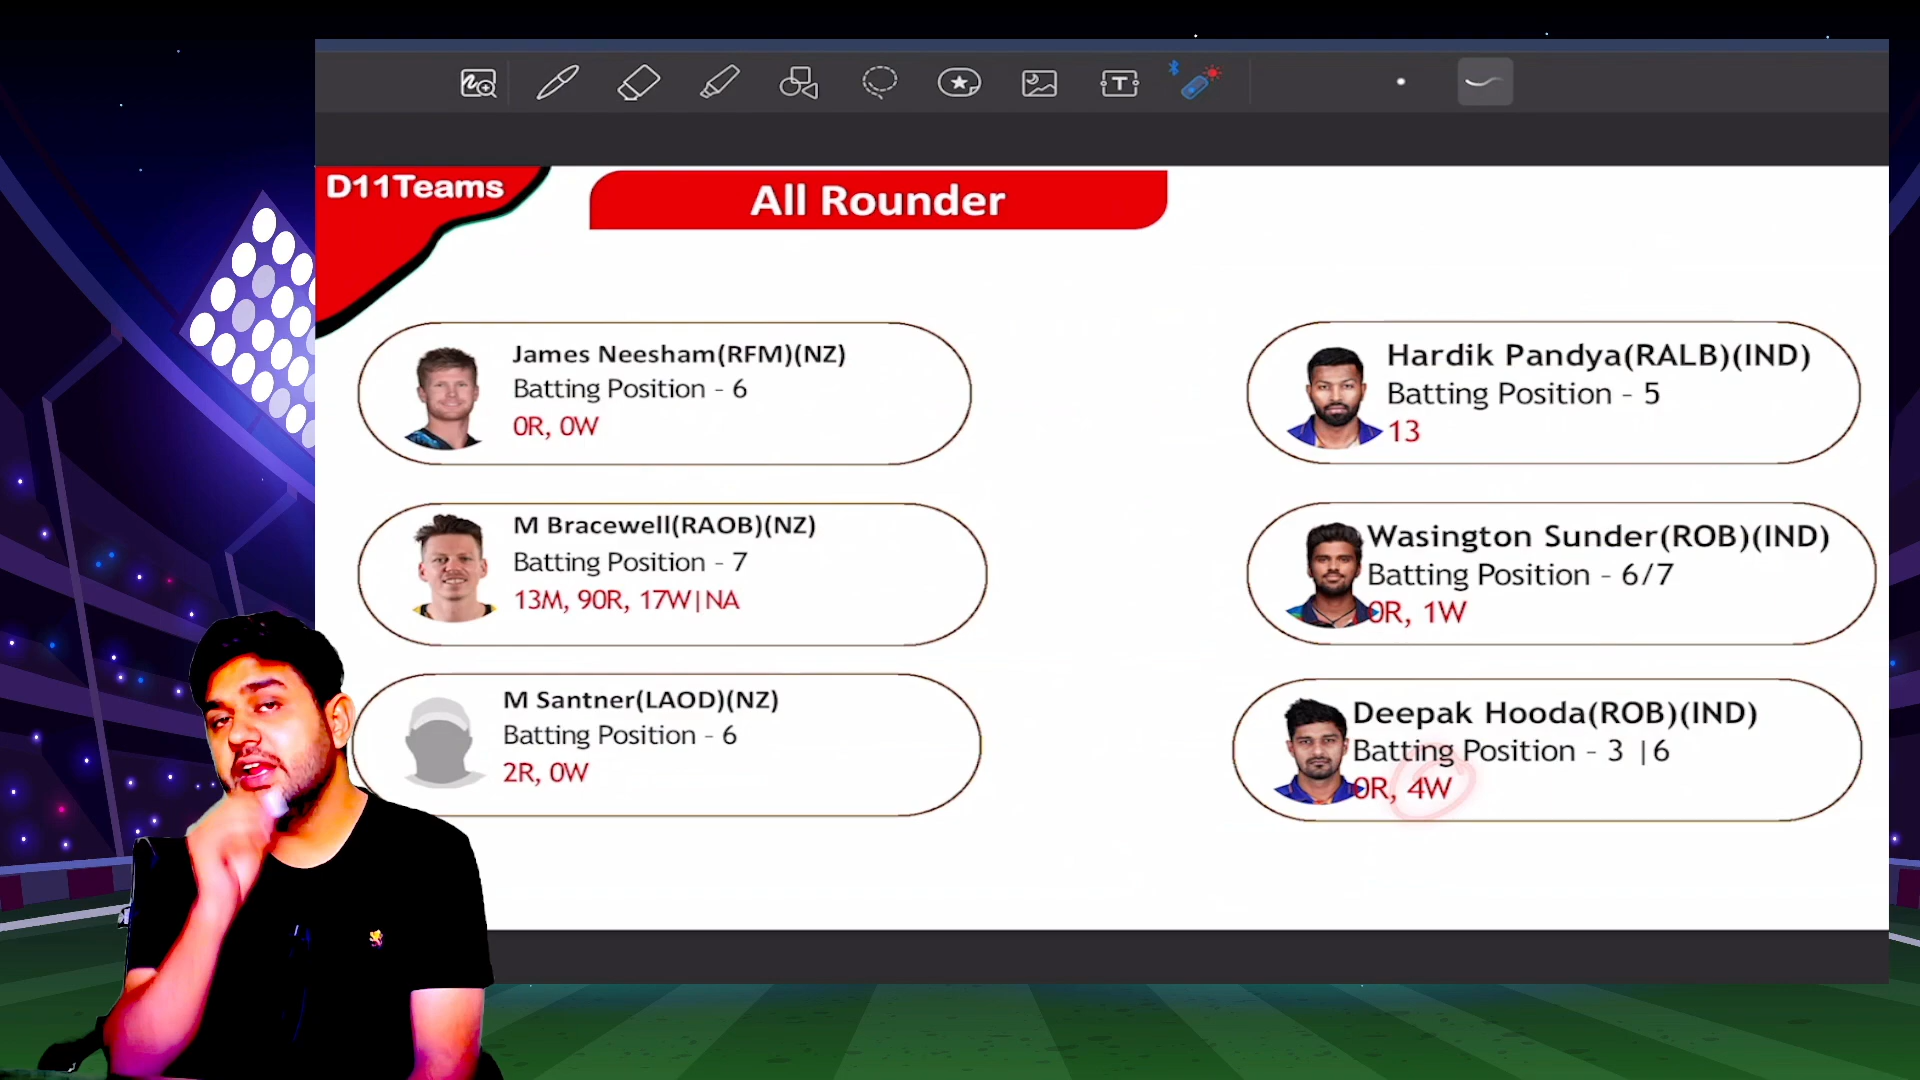 D11Teams
All Rounder
James Neesham(RFM)(NZ)
Batting Position - 6
0R, 0W
M Bracewell(RAOB)(NZ)
Batting Position - 7
13M, 90R, 17W|NA
M Santner(LAOD)(NZ)
Batting Position - 6
2R, 0W
Hardik Pandya(RALB)(IND)
Batting Position - 5
13
Wasington Sunder(ROB)(IND)
Batting Position - 6/7
0R, 1W
Deepak Hooda(ROB)(IND)
Batting Position - 3 |6
0R, 4W